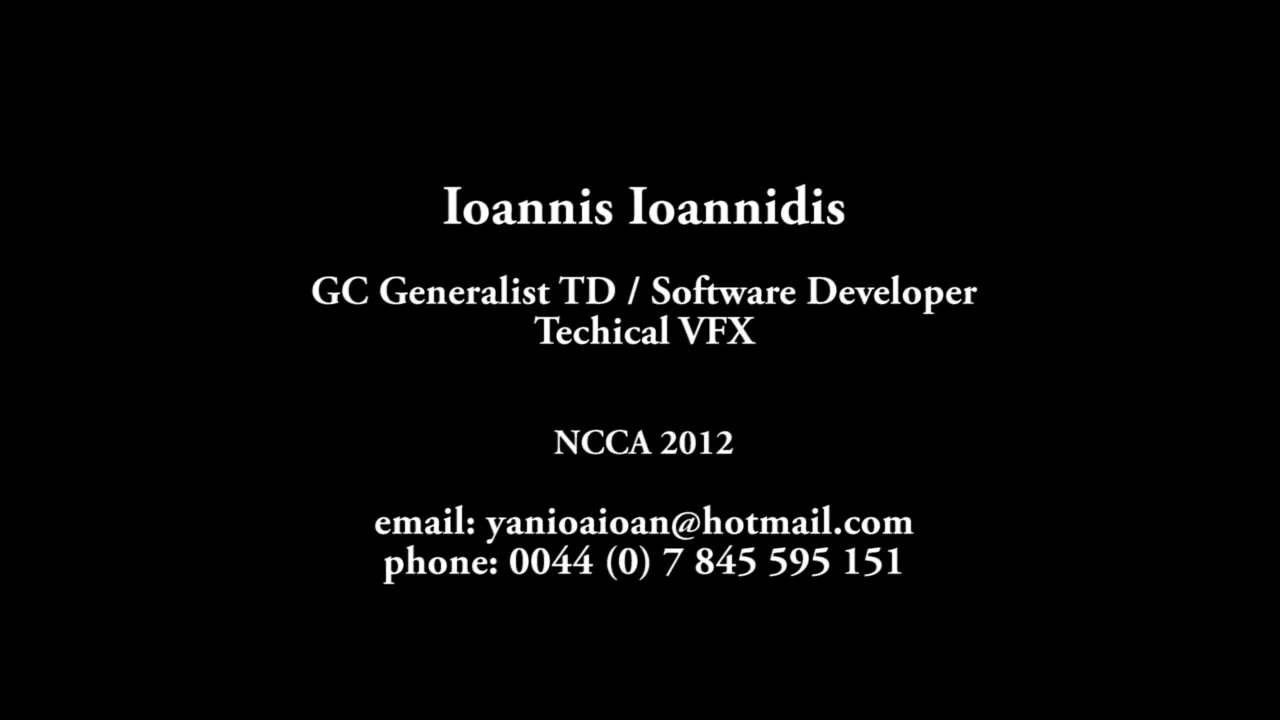 Ioannis Ioannidis
GC Generalist TD / Software Developer
Techical VFX
NCCA 2012
email: yanioaioan@hotmail.com
phone: 0044 (0) 7 845 595 151